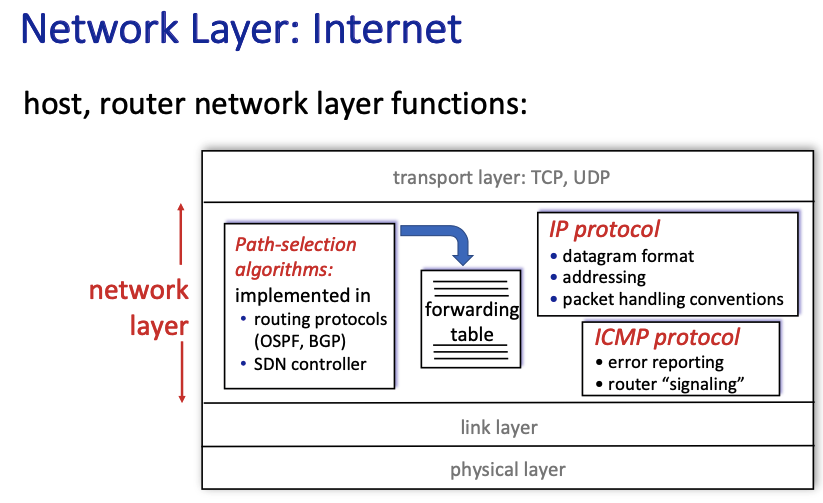 Network Layer: Internet
host, router network layer functions:
transport layer: TCP, UDP
network
layer
Path-selection
algorithms:
implemented in
• routing protocols
(OSPF, BGP)
• SDN controller
forwarding
table
IP protocol
• datagram format
• addressing
• packet handling conventions
ICMP protocol
• error reporting
• router “signaling”
link layer
physical layer